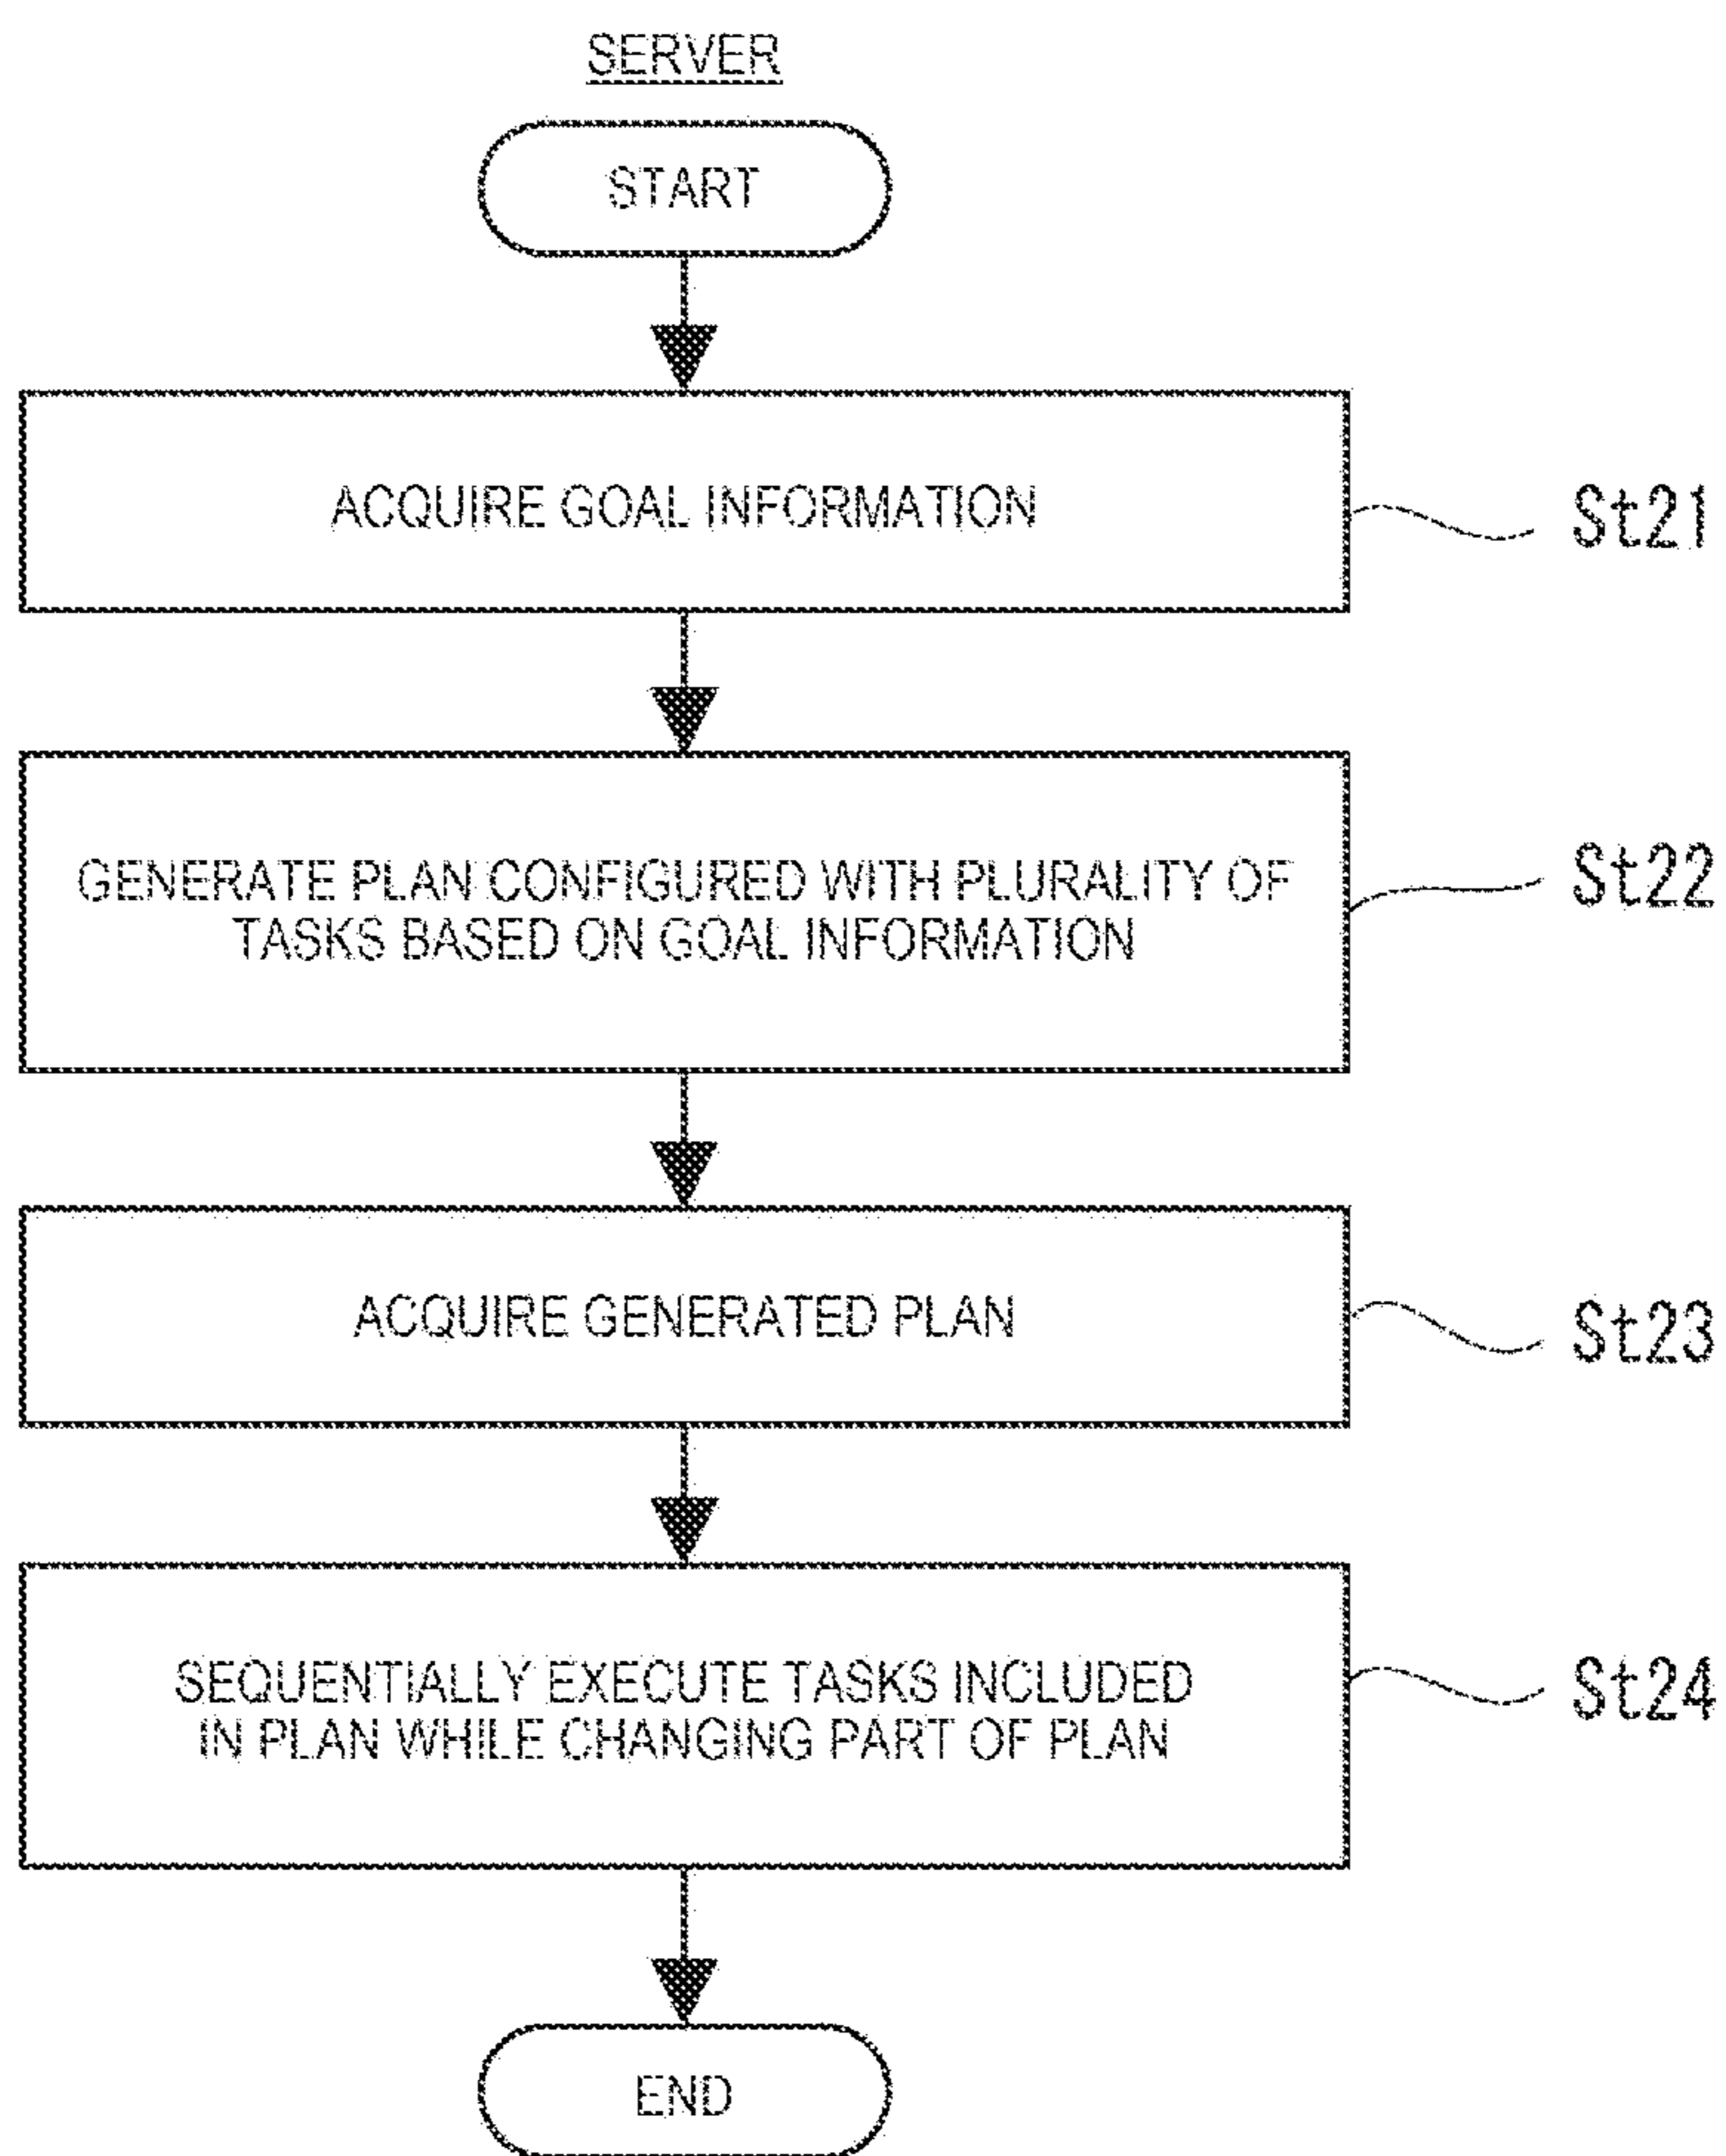 SERVER
START
ACQUIRE GOAL INFORMATION
St21
GENERATE PLAN CONFIGURED WITH PLURALITY OF
TASKS BASED ON GOAL INFORMATION
St22
ACQUIRE GENERATED PLAN
St23
SEQUENTIALLY EXECUTE TASKS INCLUDED
IN PLAN WHILE CHANGING PART OF PLAN
St24
END